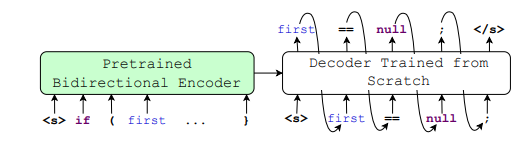 first == null ; </s>
Pretrained
Bidirectional Encoder
Decoder Trained from
Scratch
<s> if ( first ... }
<s> first == null ;